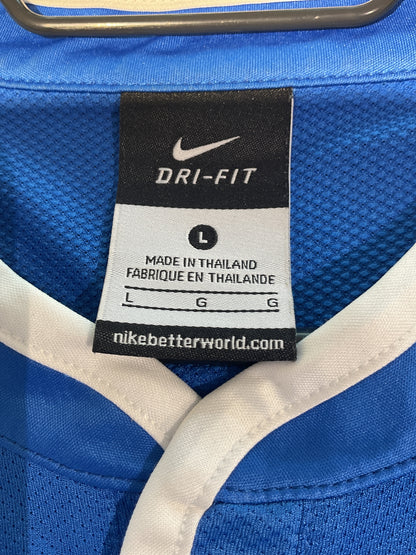 DRI-FIT
L
MADE IN THAILAND
FABRIQUE EN THAILANDE
L G G
nikebetterworld.com